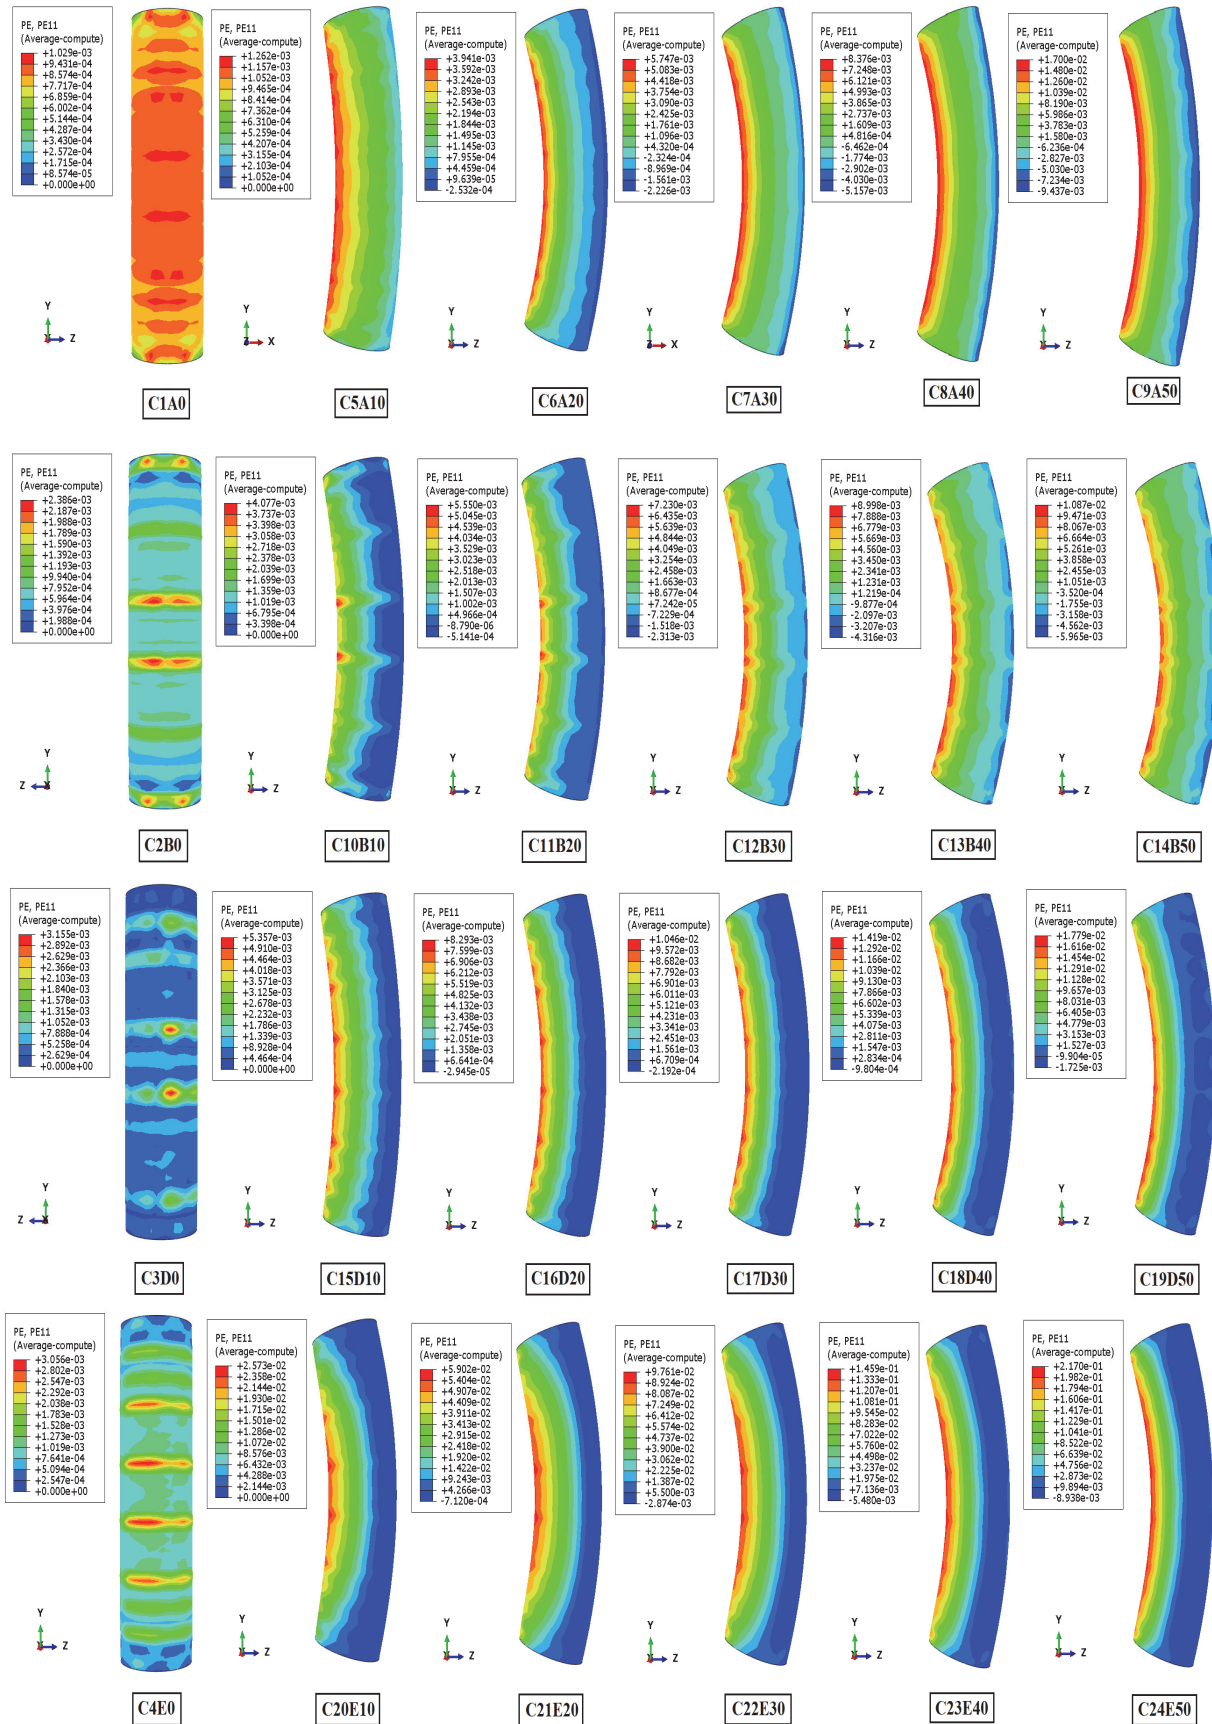 PE, PE11
(Average-compute)
+1.029e-03
+9.431e-04
+8.574e-04
+7.717e-04
+6.859e-04
+6.002e-04
+5.144e-04
+4.287e-04
+3.430e-04
+2.572e-04
+1.715e-04
+8.574e-05
+0.000e+00
Y
Z
C1A0
PE, PE11
(Average-compute)
+1.262e-03
+1.157e-03
+1.052e-03
+9.465e-04
+8.414e-04
+7.362e-04
+6.310e-04
+5.259e-04
+4.207e-04
+3.155e-04
+2.103e-04
+1.052e-04
+0.000e+00
Y
Z
X
C5A10
PE, PE11
(Average-compute)
+3.941e-03
+3.592e-03
+3.242e-03
+2.893e-03
+2.543e-03
+2.194e-03
+1.844e-03
+1.495e-03
+1.145e-03
+7.955e-04
+4.459e-04
+9.639e-05
-2.532e-04
Y
Z
C6A20
PE, PE11
(Average-compute)
+5.747e-03
+5.083e-03
+4.418e-03
+3.754e-03
+3.090e-03
+2.425e-03
+1.761e-03
+1.096e-03
+4.320e-04
-2.324e-04
-8.969e-04
-1.561e-03
-2.226e-03
Y
X
C7A30
PE, PE11
(Average-compute)
+8.376e-03
+7.248e-03
+6.121e-03
+4.993e-03
+3.865e-03
+2.737e-03
+1.609e-03
+4.816e-04
-6.462e-04
-1.774e-03
-2.902e-03
-4.030e-03
-5.157e-03
Y
Z
C8A40
PE, PE11
(Average-compute)
+1.700e-02
+1.480e-02
+1.260e-02
+1.039e-02
+8.190e-03
+5.986e-03
+3.783e-03
+1.580e-03
-6.236e-04
-2.827e-03
-5.030e-03
-7.234e-03
-9.437e-03
Y
Z
C9A50
PE, PE11
(Average-compute)
+2.386e-03
+2.187e-03
+1.988e-03
+1.789e-03
+1.590e-03
+1.392e-03
+1.193e-03
+9.940e-04
+7.952e-04
+5.964e-04
+3.976e-04
+1.988e-04
+0.000e+00
Y
Z X
C2B0
PE, PE11
(Average-compute)
+4.077e-03
+3.737e-03
+3.398e-03
+3.058e-03
+2.718e-03
+2.378e-03
+2.039e-03
+1.699e-03
+1.359e-03
+1.019e-03
+6.795e-04
+3.398e-04
+0.000e+00
Y
Z
C10B10
PE, PE11
(Average-compute)
+5.550e-03
+5.045e-03
+4.539e-03
+4.034e-03
+3.529e-03
+3.023e-03
+2.518e-03
+2.013e-03
+1.507e-03
+1.002e-03
+4.966e-04
-8.790e-06
-5.141e-04
Y
Z
C11B20
PE, PE11
(Average-compute)
+7.230e-03
+6.435e-03
+5.639e-03
+4.844e-03
+4.049e-03
+3.254e-03
+2.458e-03
+1.663e-03
+8.677e-04
+7.242e-05
-7.229e-04
-1.518e-03
-2.313e-03
Y
Z
C12B30
PE, PE11
(Average-compute)
+8.998e-03
+7.888e-03
+6.779e-03
+5.669e-03
+4.560e-03
+3.450e-03
+2.341e-03
+1.231e-03
+1.219e-04
-9.877e-04
-2.097e-03
-3.207e-03
-4.316e-03
Y
Z
C13B40
PE, PE11
(Average-compute)
+1.087e-02
+9.471e-03
+8.067e-03
+6.664e-03
+5.261e-03
+3.858e-03
+2.455e-03
+1.051e-03
-3.520e-04
-1.755e-03
-3.158e-03
-4.562e-03
-5.965e-03
Y
Z
C14B50
PE, PE11
(Average-compute)
+3.155e-03
+2.892e-03
+2.629e-03
+2.366e-03
+2.103e-03
+1.840e-03
+1.578e-03
+1.315e-03
+1.052e-03
+7.888e-04
+5.258e-04
+2.629e-04
+0.000e+00
Y
Z X
C3D0
PE, PE11
(Average-compute)
+5.357e-03
+4.910e-03
+4.464e-03
+4.018e-03
+3.571e-03
+3.125e-03
+2.678e-03
+2.232e-03
+1.786e-03
+1.339e-03
+8.928e-04
+4.464e-04
+0.000e+00
Y
Z
C15D10
PE, PE11
(Average-compute)
+8.293e-03
+7.599e-03
+6.906e-03
+6.212e-03
+5.519e-03
+4.825e-03
+4.132e-03
+3.438e-03
+2.745e-03
+2.051e-03
+1.358e-03
+6.641e-04
-2.945e-05
Y
Z
C16D20
PE, PE11
(Average-compute)
+1.046e-02
+9.572e-03
+8.682e-03
+7.792e-03
+6.901e-03
+6.011e-03
+5.121e-03
+4.231e-03
+3.341e-03
+2.451e-03
+1.561e-03
+6.709e-04
-2.192e-04
Y
Z
C17D30
PE, PE11
(Average-compute)
+1.419e-02
+1.292e-02
+1.166e-02
+1.039e-02
+9.130e-03
+7.866e-03
+6.602e-03
+5.339e-03
+4.075e-03
+2.811e-03
+1.547e-03
+2.834e-04
-9.804e-04
Y
Z
C18D40
PE, PE11
(Average-compute)
+1.779e-02
+1.616e-02
+1.454e-02
+1.291e-02
+1.128e-02
+9.657e-03
+8.031e-03
+6.405e-03
+4.779e-03
+3.153e-03
+1.527e-03
-9.904e-05
-1.725e-03
Y
Z
C19D50
PE, PE11
(Average-compute)
+3.056e-03
+2.802e-03
+2.547e-03
+2.292e-03
+2.038e-03
+1.783e-03
+1.528e-03
+1.273e-03
+1.019e-03
+7.641e-04
+5.094e-04
+2.547e-04
+0.000e+00
Y
Z
C4E0
PE, PE11
(Average-compute)
+2.573e-02
+2.358e-02
+2.144e-02
+1.930e-02
+1.715e-02
+1.501e-02
+1.286e-02
+1.072e-02
+8.576e-03
+6.432e-03
+4.288e-03
+2.144e-03
+0.000e+00
Y
Z
C20E10
PE, PE11
(Average-compute)
+5.902e-02
+5.404e-02
+4.907e-02
+4.409e-02
+3.911e-02
+3.413e-02
+2.915e-02
+2.418e-02
+1.920e-02
+1.422e-02
+9.243e-03
+4.266e-03
-7.120e-04
Y
Z
C21E20
PE, PE11
(Average-compute)
+9.761e-02
+8.924e-02
+8.087e-02
+7.249e-02
+6.412e-02
+5.574e-02
+4.737e-02
+3.900e-02
+3.062e-02
+2.225e-02
+1.387e-02
+5.500e-03
-2.874e-03
Y
Z
C22E30
PE, PE11
(Average-compute)
+1.459e-01
+1.333e-01
+1.207e-01
+1.081e-01
+9.545e-02
+8.283e-02
+7.022e-02
+5.760e-02
+4.498e-02
+3.237e-02
+1.975e-02
+7.136e-03
-5.480e-03
Y
Z
C23E40
PE, PE11
(Average-compute)
+2.170e-01
+1.982e-01
+1.794e-01
+1.606e-01
+1.417e-01
+1.229e-01
+1.041e-01
+8.522e-02
+6.639e-02
+4.756e-02
+2.873e-02
+9.894e-03
-8.938e-03
Y
Z
C24E50